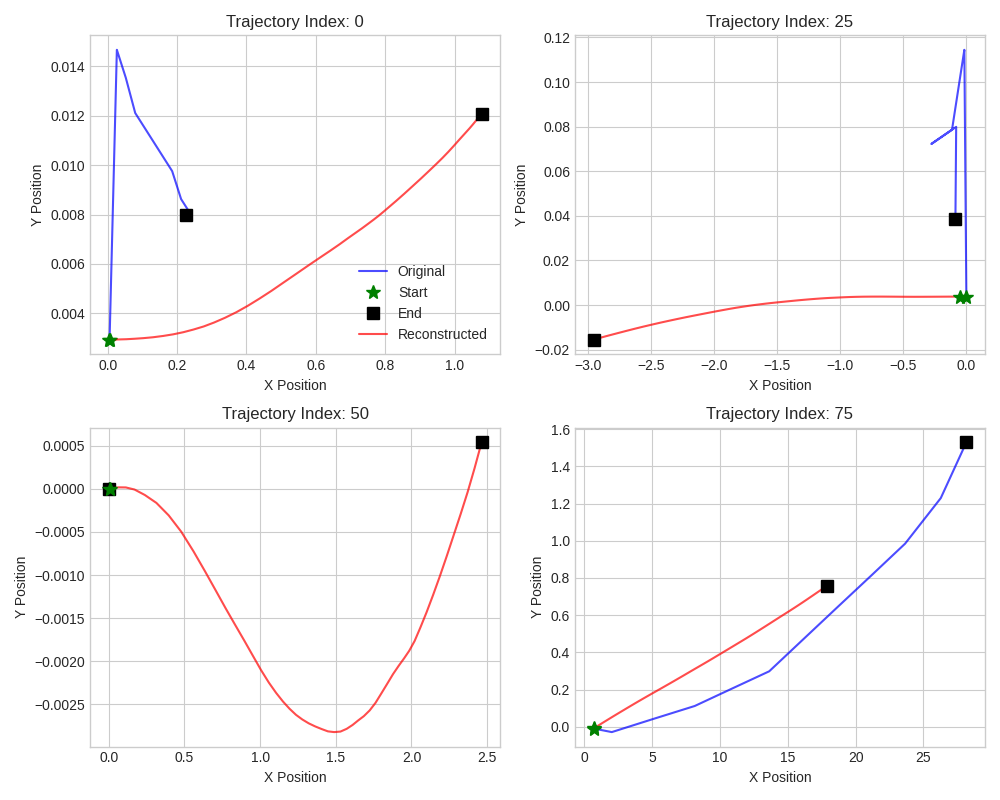 Trajectory Index: 0
0.014
0.012
0.010
0.008
0.006
0.004
Y Position
0.0 0.2 0.4 0.6 0.8 1.0
X Position
Original
Start
End
Reconstructed
Trajectory Index: 25
0.12
0.10
0.08
0.06
0.04
0.02
0.00
−0.02
Y Position
−3.0 −2.5 −2.0 −1.5 −1.0 −0.5 0.0
X Position
Trajectory Index: 50
0.0005
0.0000
−0.0005
−0.0010
−0.0015
−0.0020
−0.0025
Y Position
0.0 0.5 1.0 1.5 2.0 2.5
X Position
Trajectory Index: 75
1.6
1.4
1.2
1.0
0.8
0.6
0.4
0.2
0.0
Y Position
0 5 10 15 20 25
X Position